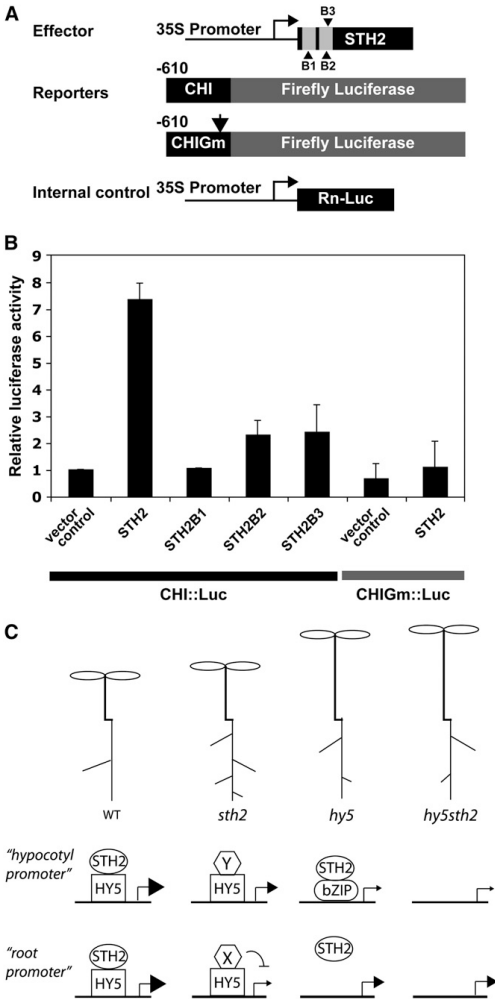 A
Effector
35S Promoter
B3
STH2
B1
B2
Reporters
-610
CHI
Firefly Luciferase
-610
CHIGm
Firefly Luciferase
Internal control
35S Promoter
Rn-Luc
B
Relative luciferase activity
9
8
7
6
5
4
3
2
1
0
vector control
STH2
STH2B1
STH2B2
STH2B3
vector control
STH2
CHI::Luc
CHIGm::Luc
C
WT
sth2
hy5
hy5sth2
"hypocotyl promoter"
STH2
HY5
Y
HY5
STH2
bZIP
"root promoter"
STH2
HY5
X
HY5
STH2